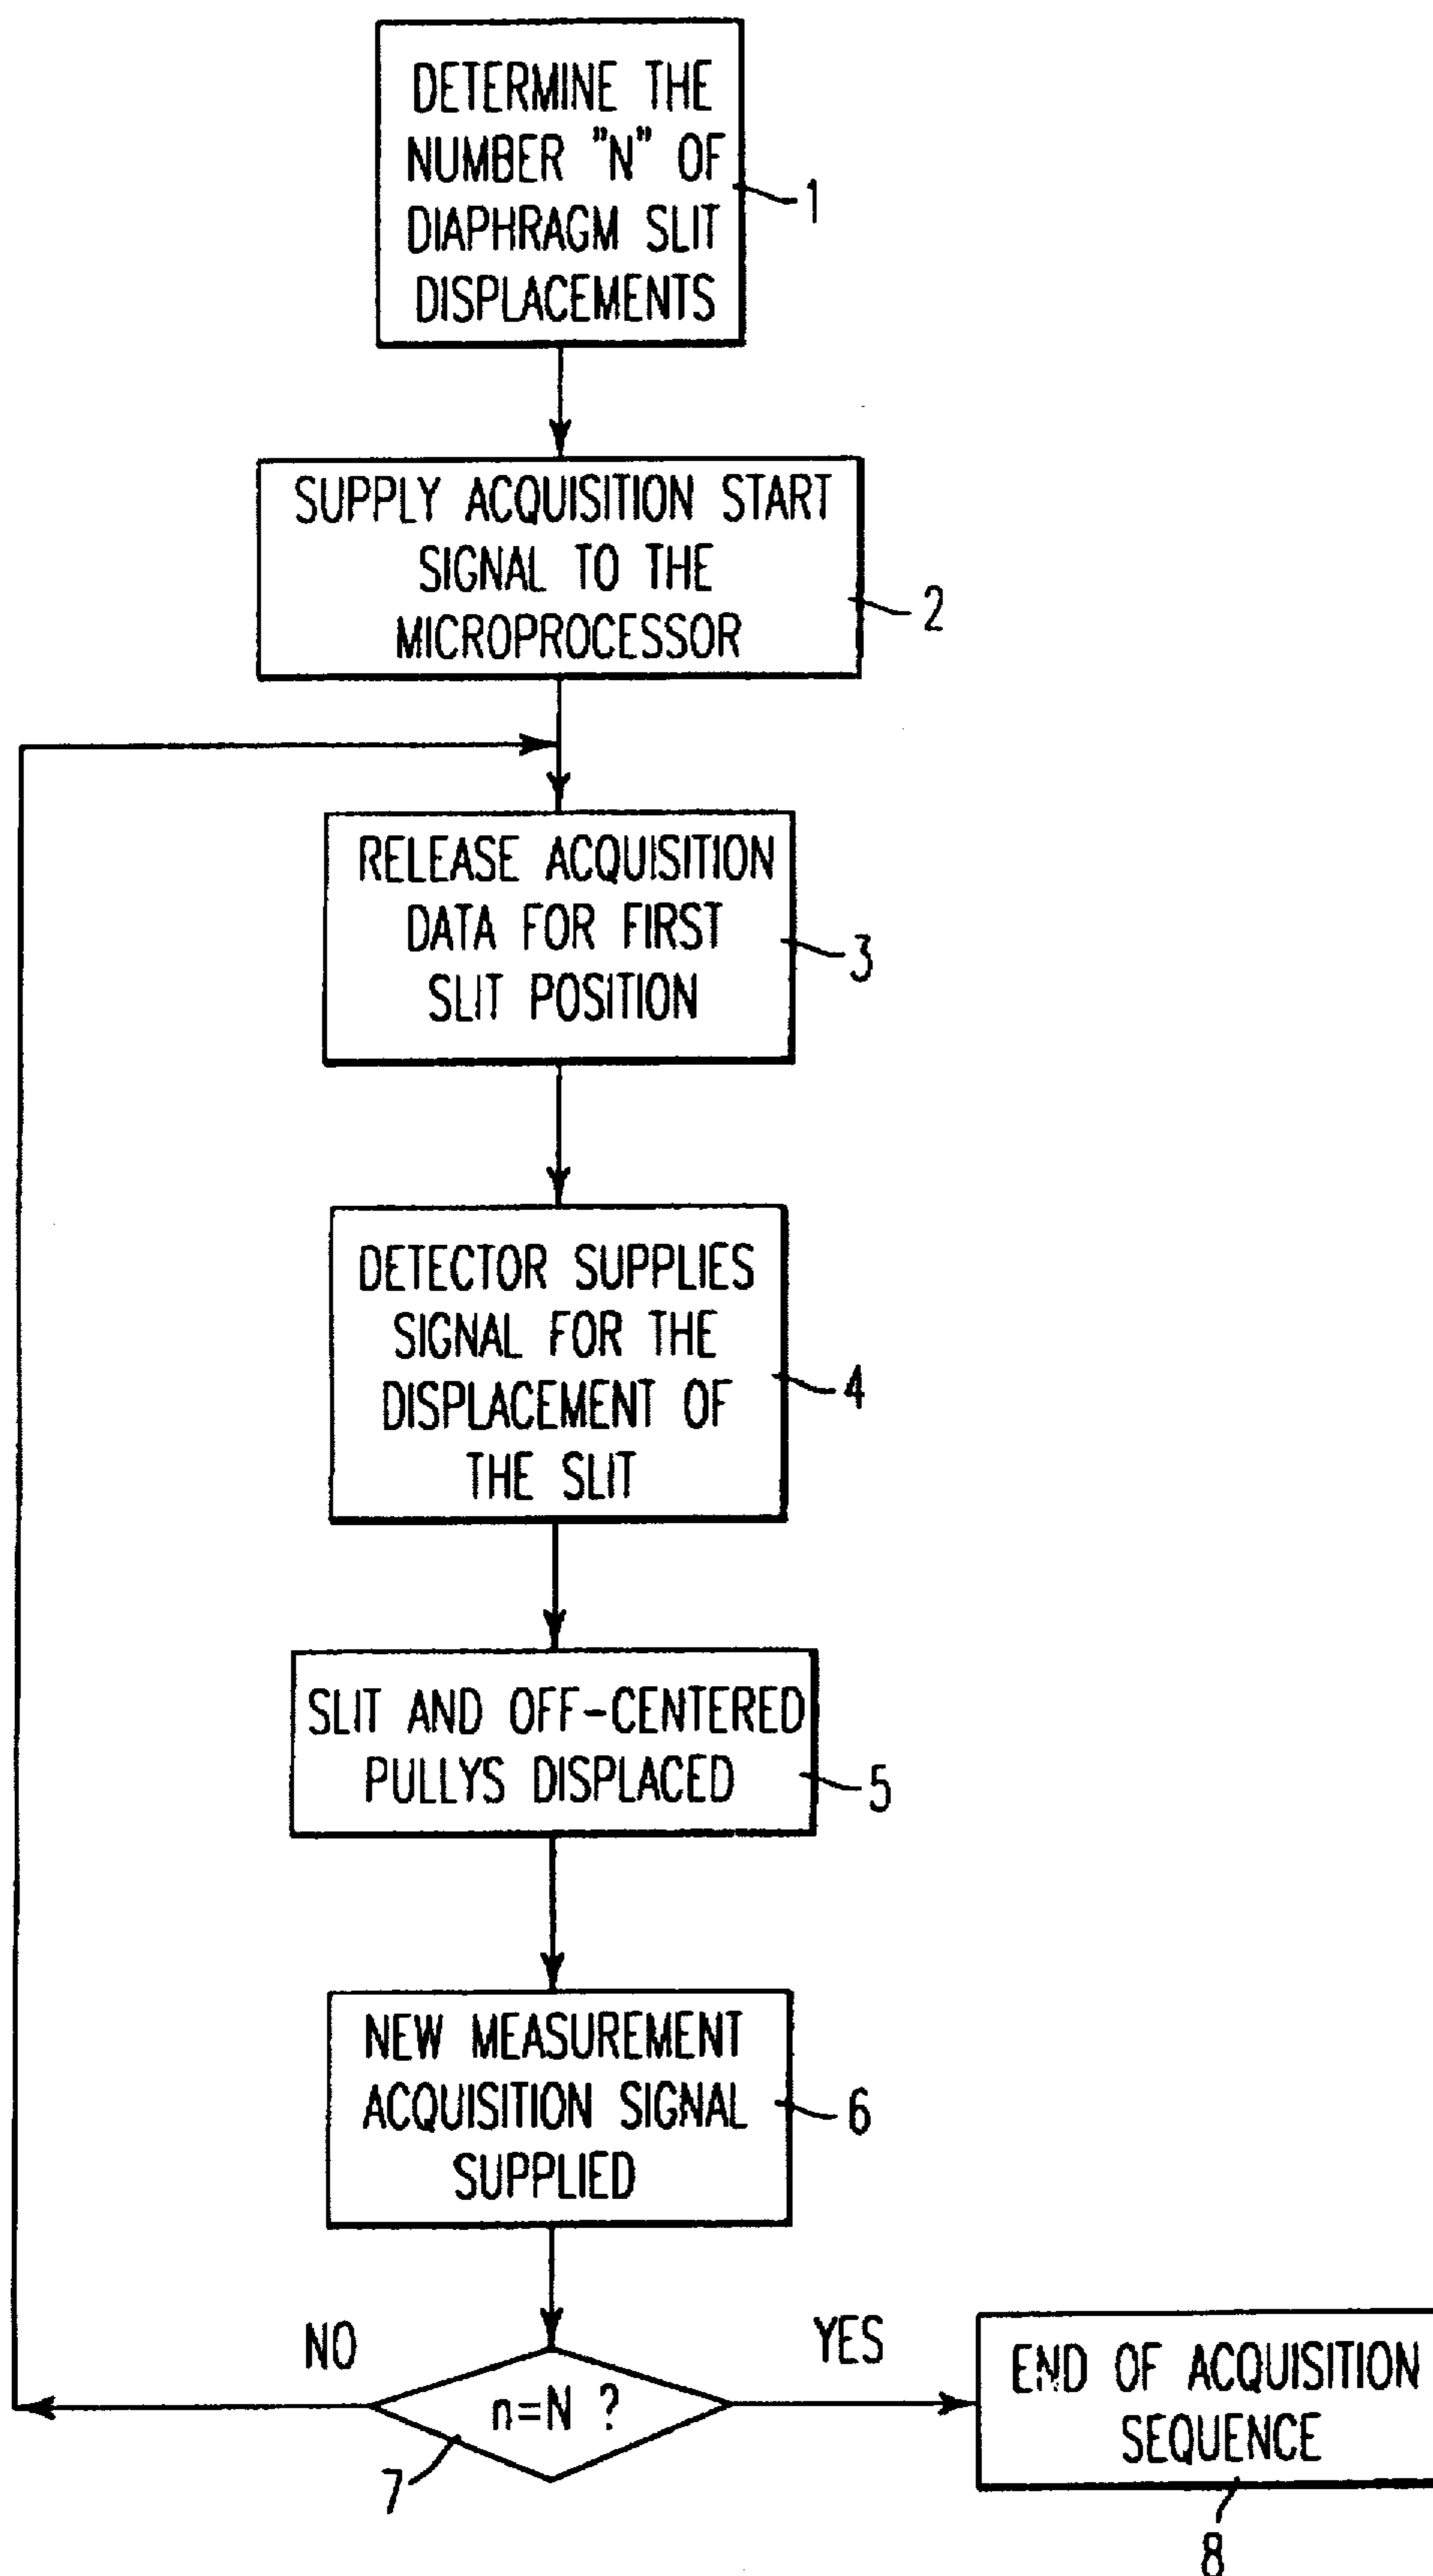 DETERMINE THE
NUMBER "N" OF
DIAPHRAGM SLIT
DISPLACEMENTS
1
SUPPLY ACQUISITION START
SIGNAL TO THE
MICROPROCESSOR
2
RELEASE ACQUISITION
DATA FOR FIRST
SLIT POSITION
3
DETECTOR SUPPLIES
SIGNAL FOR THE
DISPLACEMENT OF
THE SLIT
4
SLIT AND OFF-CENTERED
PULLYS DISPLACED
5
NEW MEASUREMENT
ACQUISITION SIGNAL
SUPPLIED
6
NO
n=N ?
7
YES
END OF ACQUISITION
SEQUENCE
8